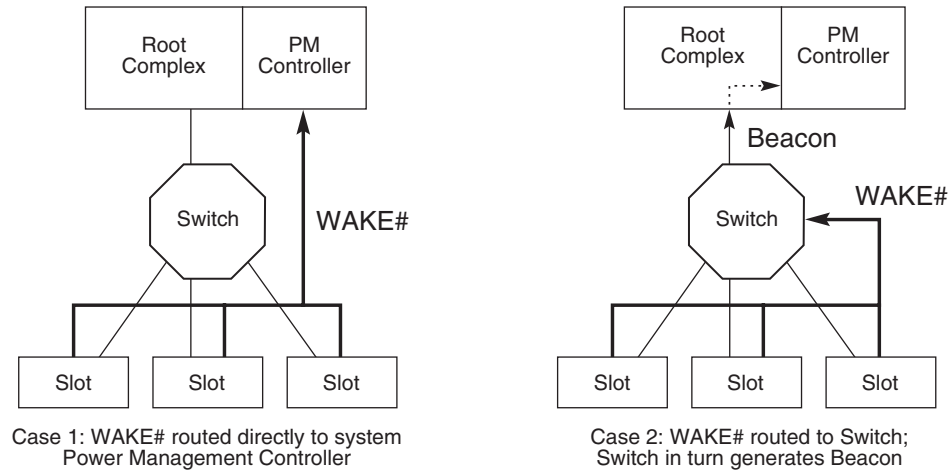 Root
Complex
PM
Controller
WAKE#
Switch
Slot
Slot
Slot
Case 1: WAKE# routed directly to system
Power Management Controller
Root
Complex
PM
Controller
Beacon
WAKE#
Switch
Slot
Slot
Slot
Case 2: WAKE# routed to Switch;
Switch in turn generates Beacon